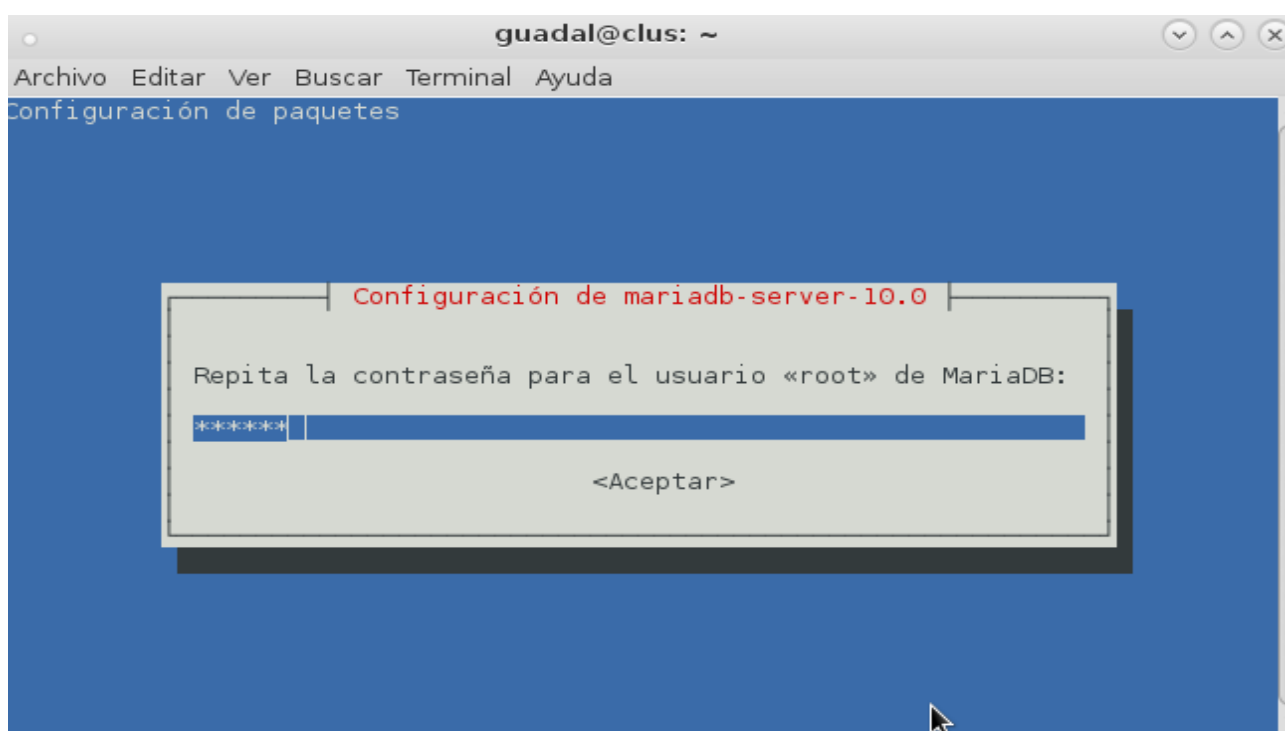 guadal@clus: ~
Archivo Editar Ver Buscar Terminal Ayuda
Configuración de paquetes
Configuración de mariadb-server-10.0
Repita la contraseña para el usuario «root» de MariaDB:
******
<Aceptar>